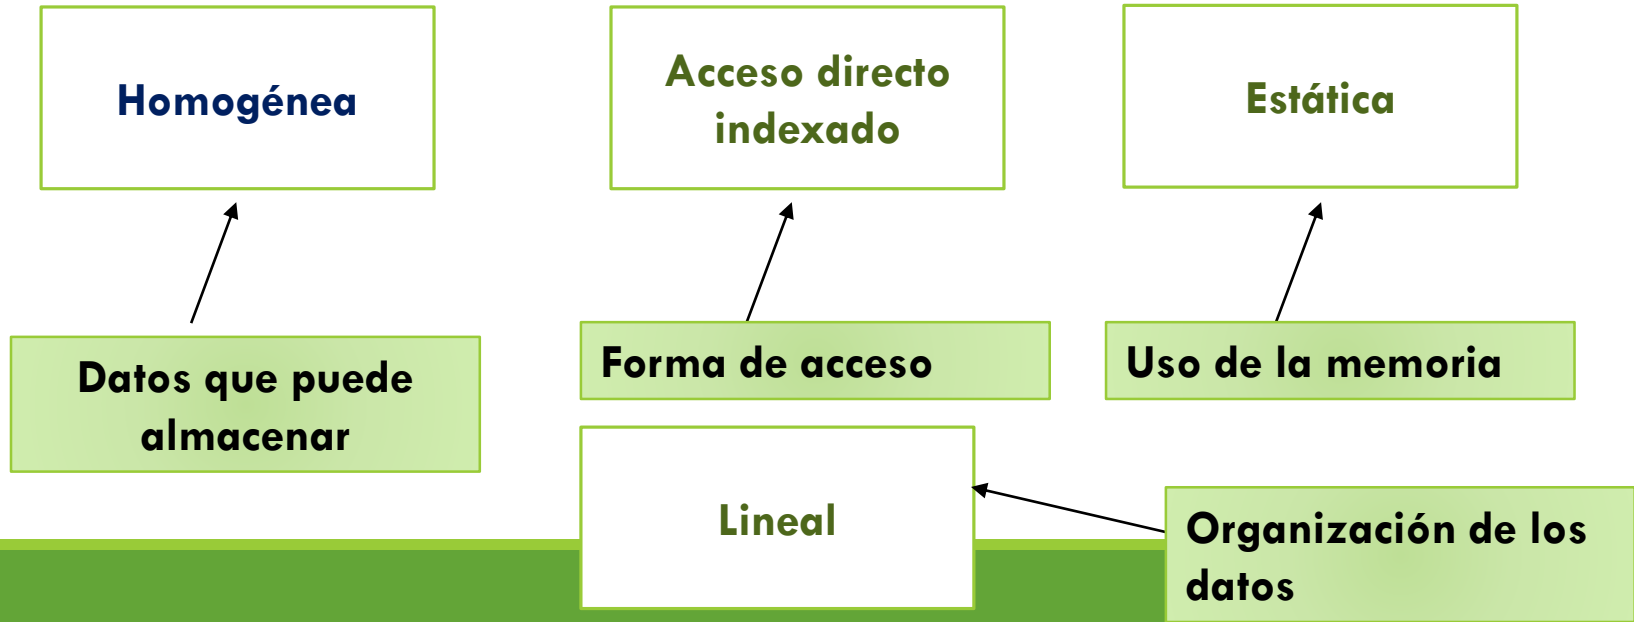 Homogénea
Acceso directo
indexado
Estática
Datos que puede
almacenar
Forma de acceso
Uso de la memoria
Lineal
Organización de los
datos